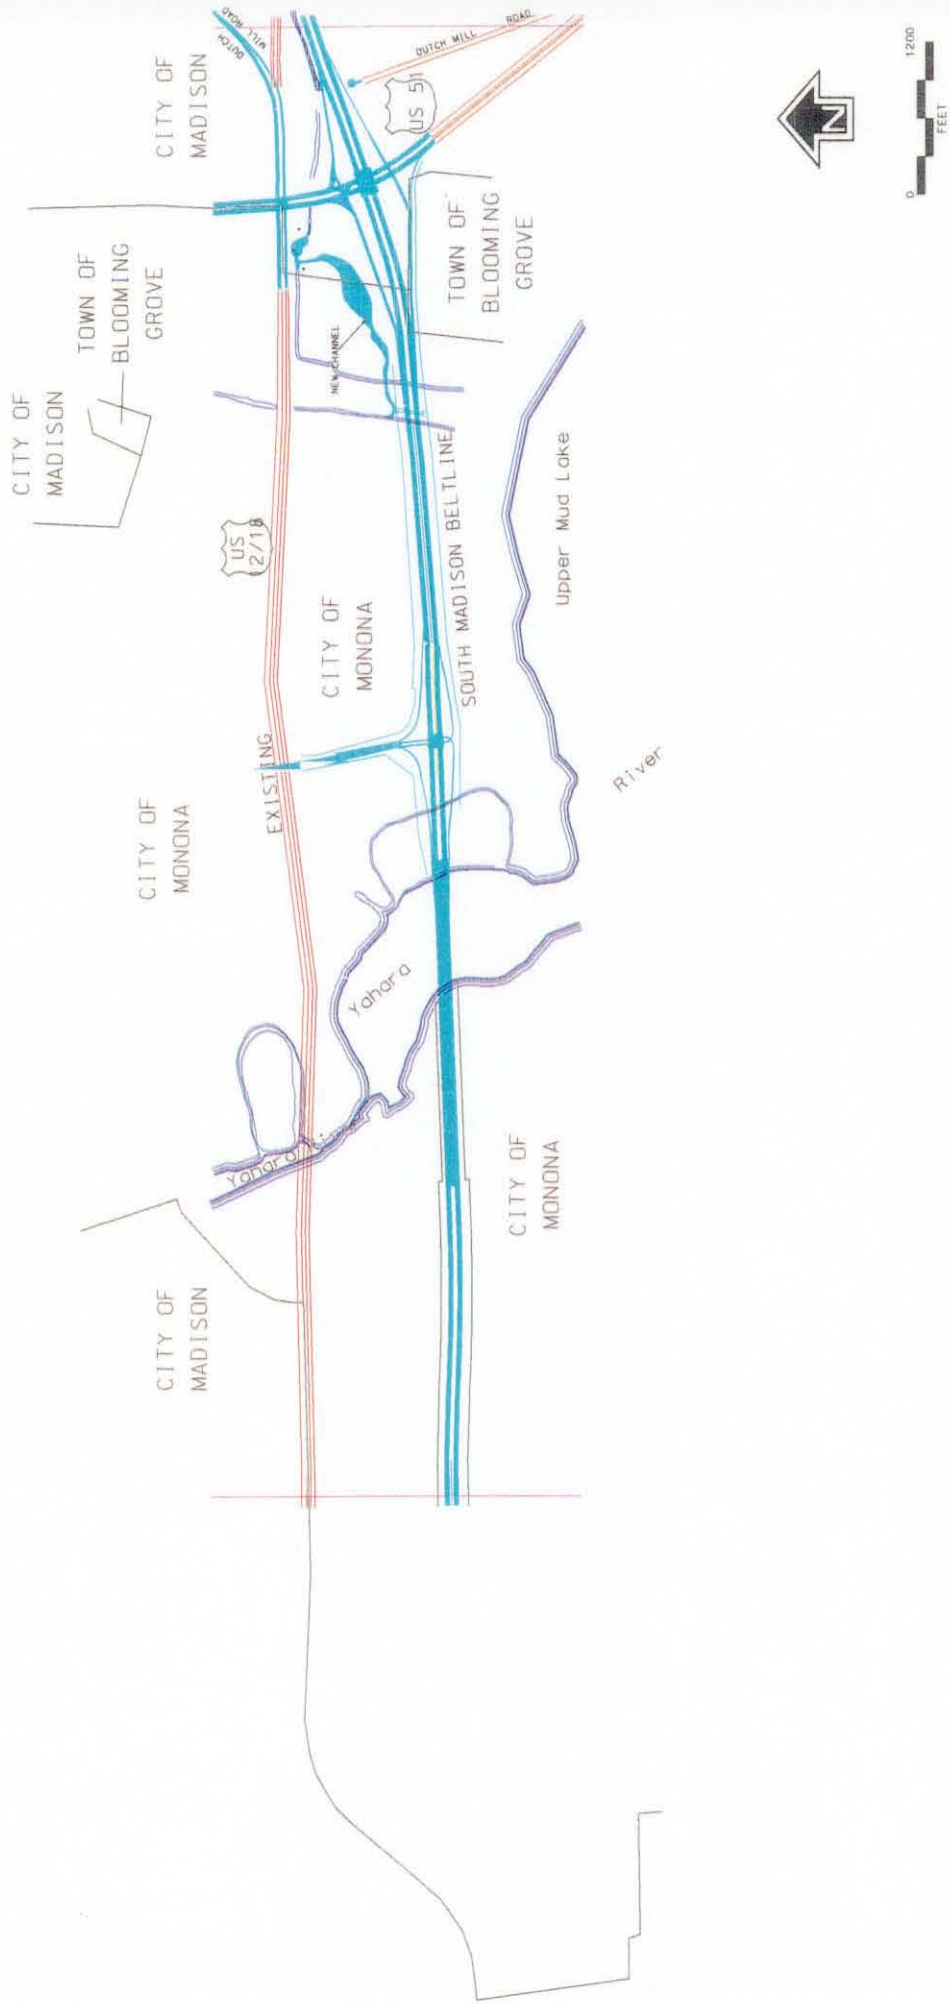 DUTCH
MILL ROAD
DUTCH MILL ROAD
US 51
CITY OF
MADISON
TOWN OF
BLOOMING
GROVE
TOWN OF
BLOOMING
GROVE
CITY OF
MADISON
NEW CHANNEL
US
12/18
EXISTING
SOUTH MADISON BELTLINE
Upper Mud Lake
CITY OF
MONONA
CITY OF
MONONA
River
Yahara
Yahara River
CITY OF
MONONA
CITY OF
MADISON
N
0
1200
FEET